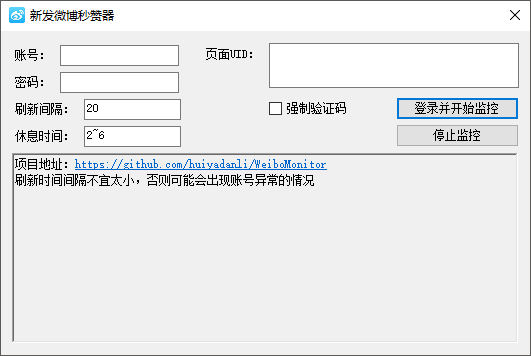 新发微博秒赞器
账号：
页面UID：
密码：
刷新间隔：
20
强制验证码
登录并开始监控
休息时间：
2~6
停止监控
项目地址：https://github.com/huiyadanli/WeiboMonitor
刷新时间间隔不宜太小，否则可能会出现账号异常的情况